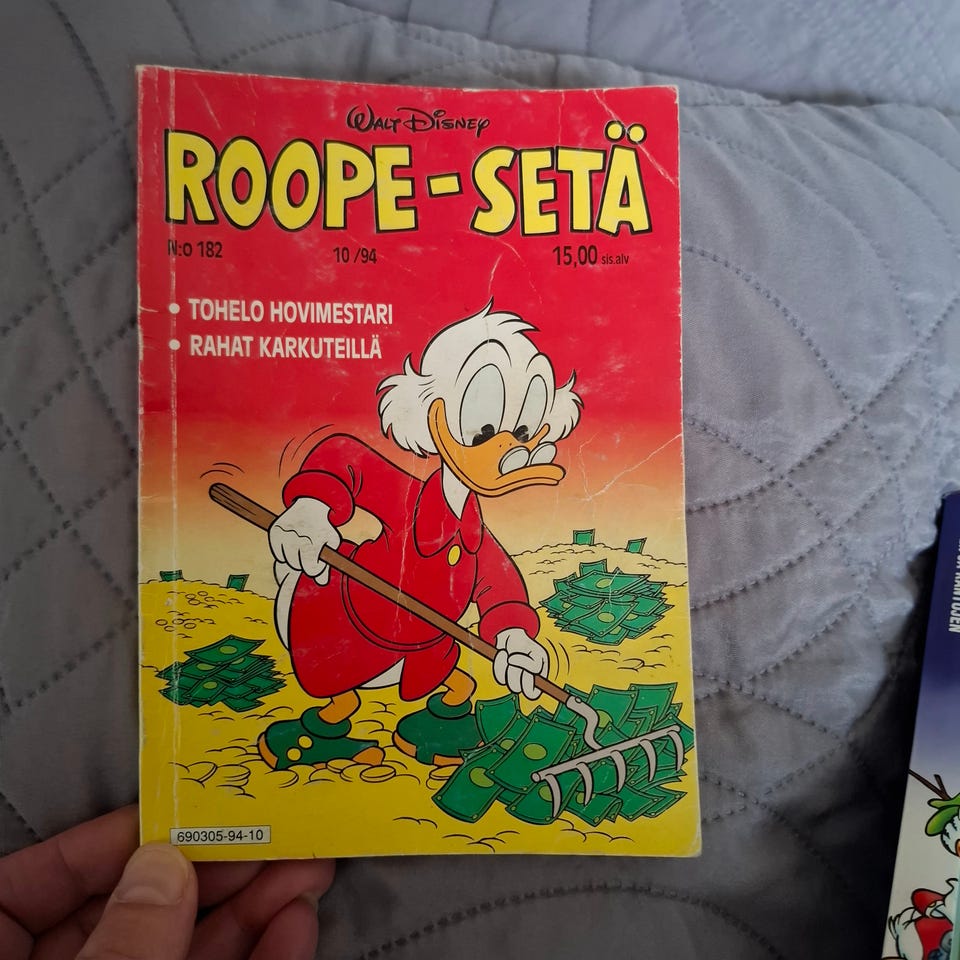 WALT DISNEY
ROOPE-SETÄ
N:o 182 10/94 15,00 sis.alv
• TOHELO HOVIMESTARI
• RAHAT KARKUTEILLÄ
690305-94-10